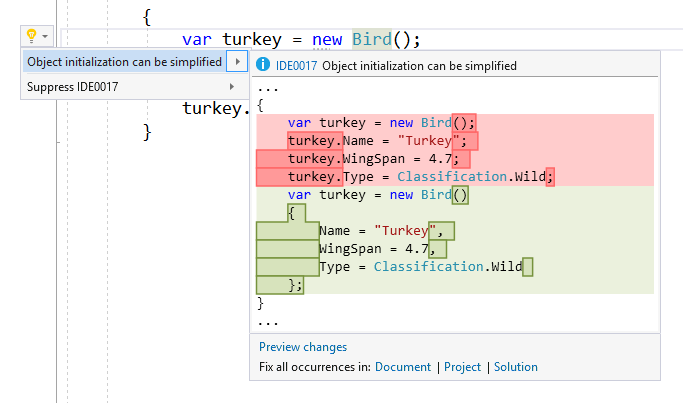 {
var turkey = new Bird();
Object initialization can be simplified
Suppress IDE0017
turkey.
}
IDE0017 Object initialization can be simplified
...
{
var turkey = new Bird();
turkey.Name = "Turkey";
turkey.WingSpan = 4.7;
turkey.Type = Classification.Wild;
var turkey = new Bird()
{
Name = "Turkey",
WingSpan = 4.7,
Type = Classification.Wild
};
}
...
Preview changes
Fix all occurrences in: Document | Project | Solution